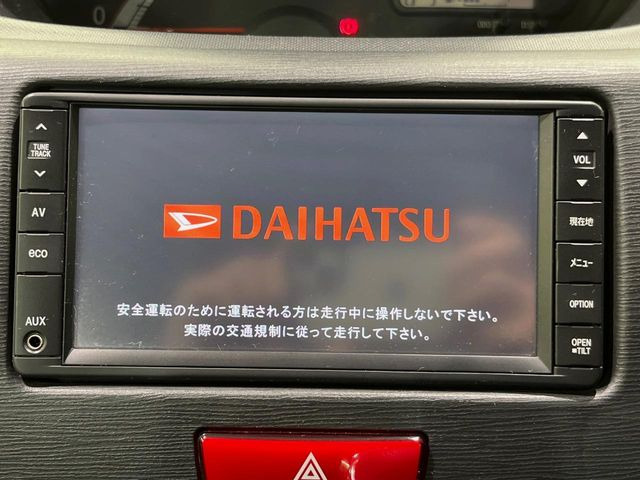 0
TUNE
TRACK
AV
eco
AUX
DAIHATSU
安全運転のために運転される方は走行中に操作しないで下さい。
実際の交通規制に従って走行して下さい。
VOL
現在地
メニュー
OPTION
OPEN
TILT